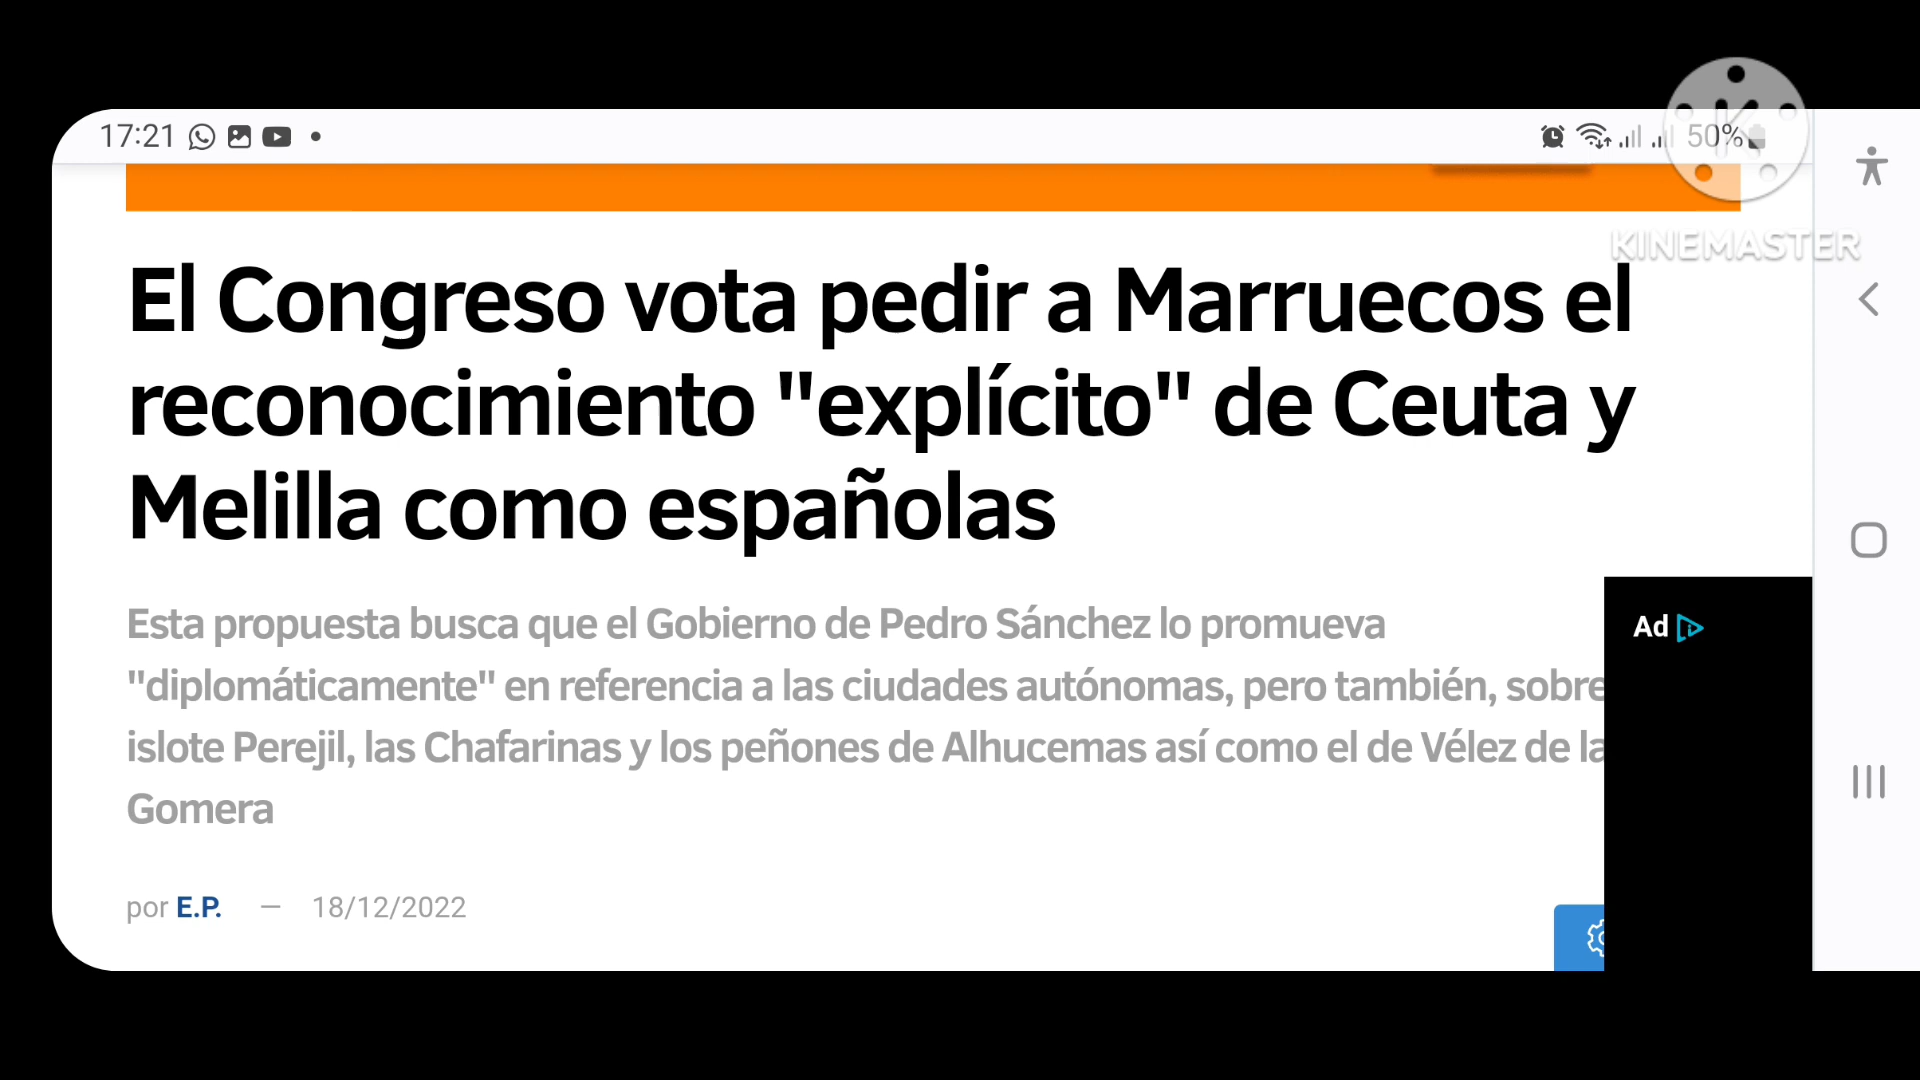 17:21
50%
KINEMASTER
El Congreso vota pedir a Marruecos el
reconocimiento "explícito" de Ceuta y
Melilla como españolas
Esta propuesta busca que el Gobierno de Pedro Sánchez lo promueva
"diplomáticamente" en referencia a las ciudades autónomas, pero también, sobre
islote Perejil, las Chafarinas y los peñones de Alhucemas así como el de Vélez de la
Gomera
Ad
por E.P. — 18/12/2022